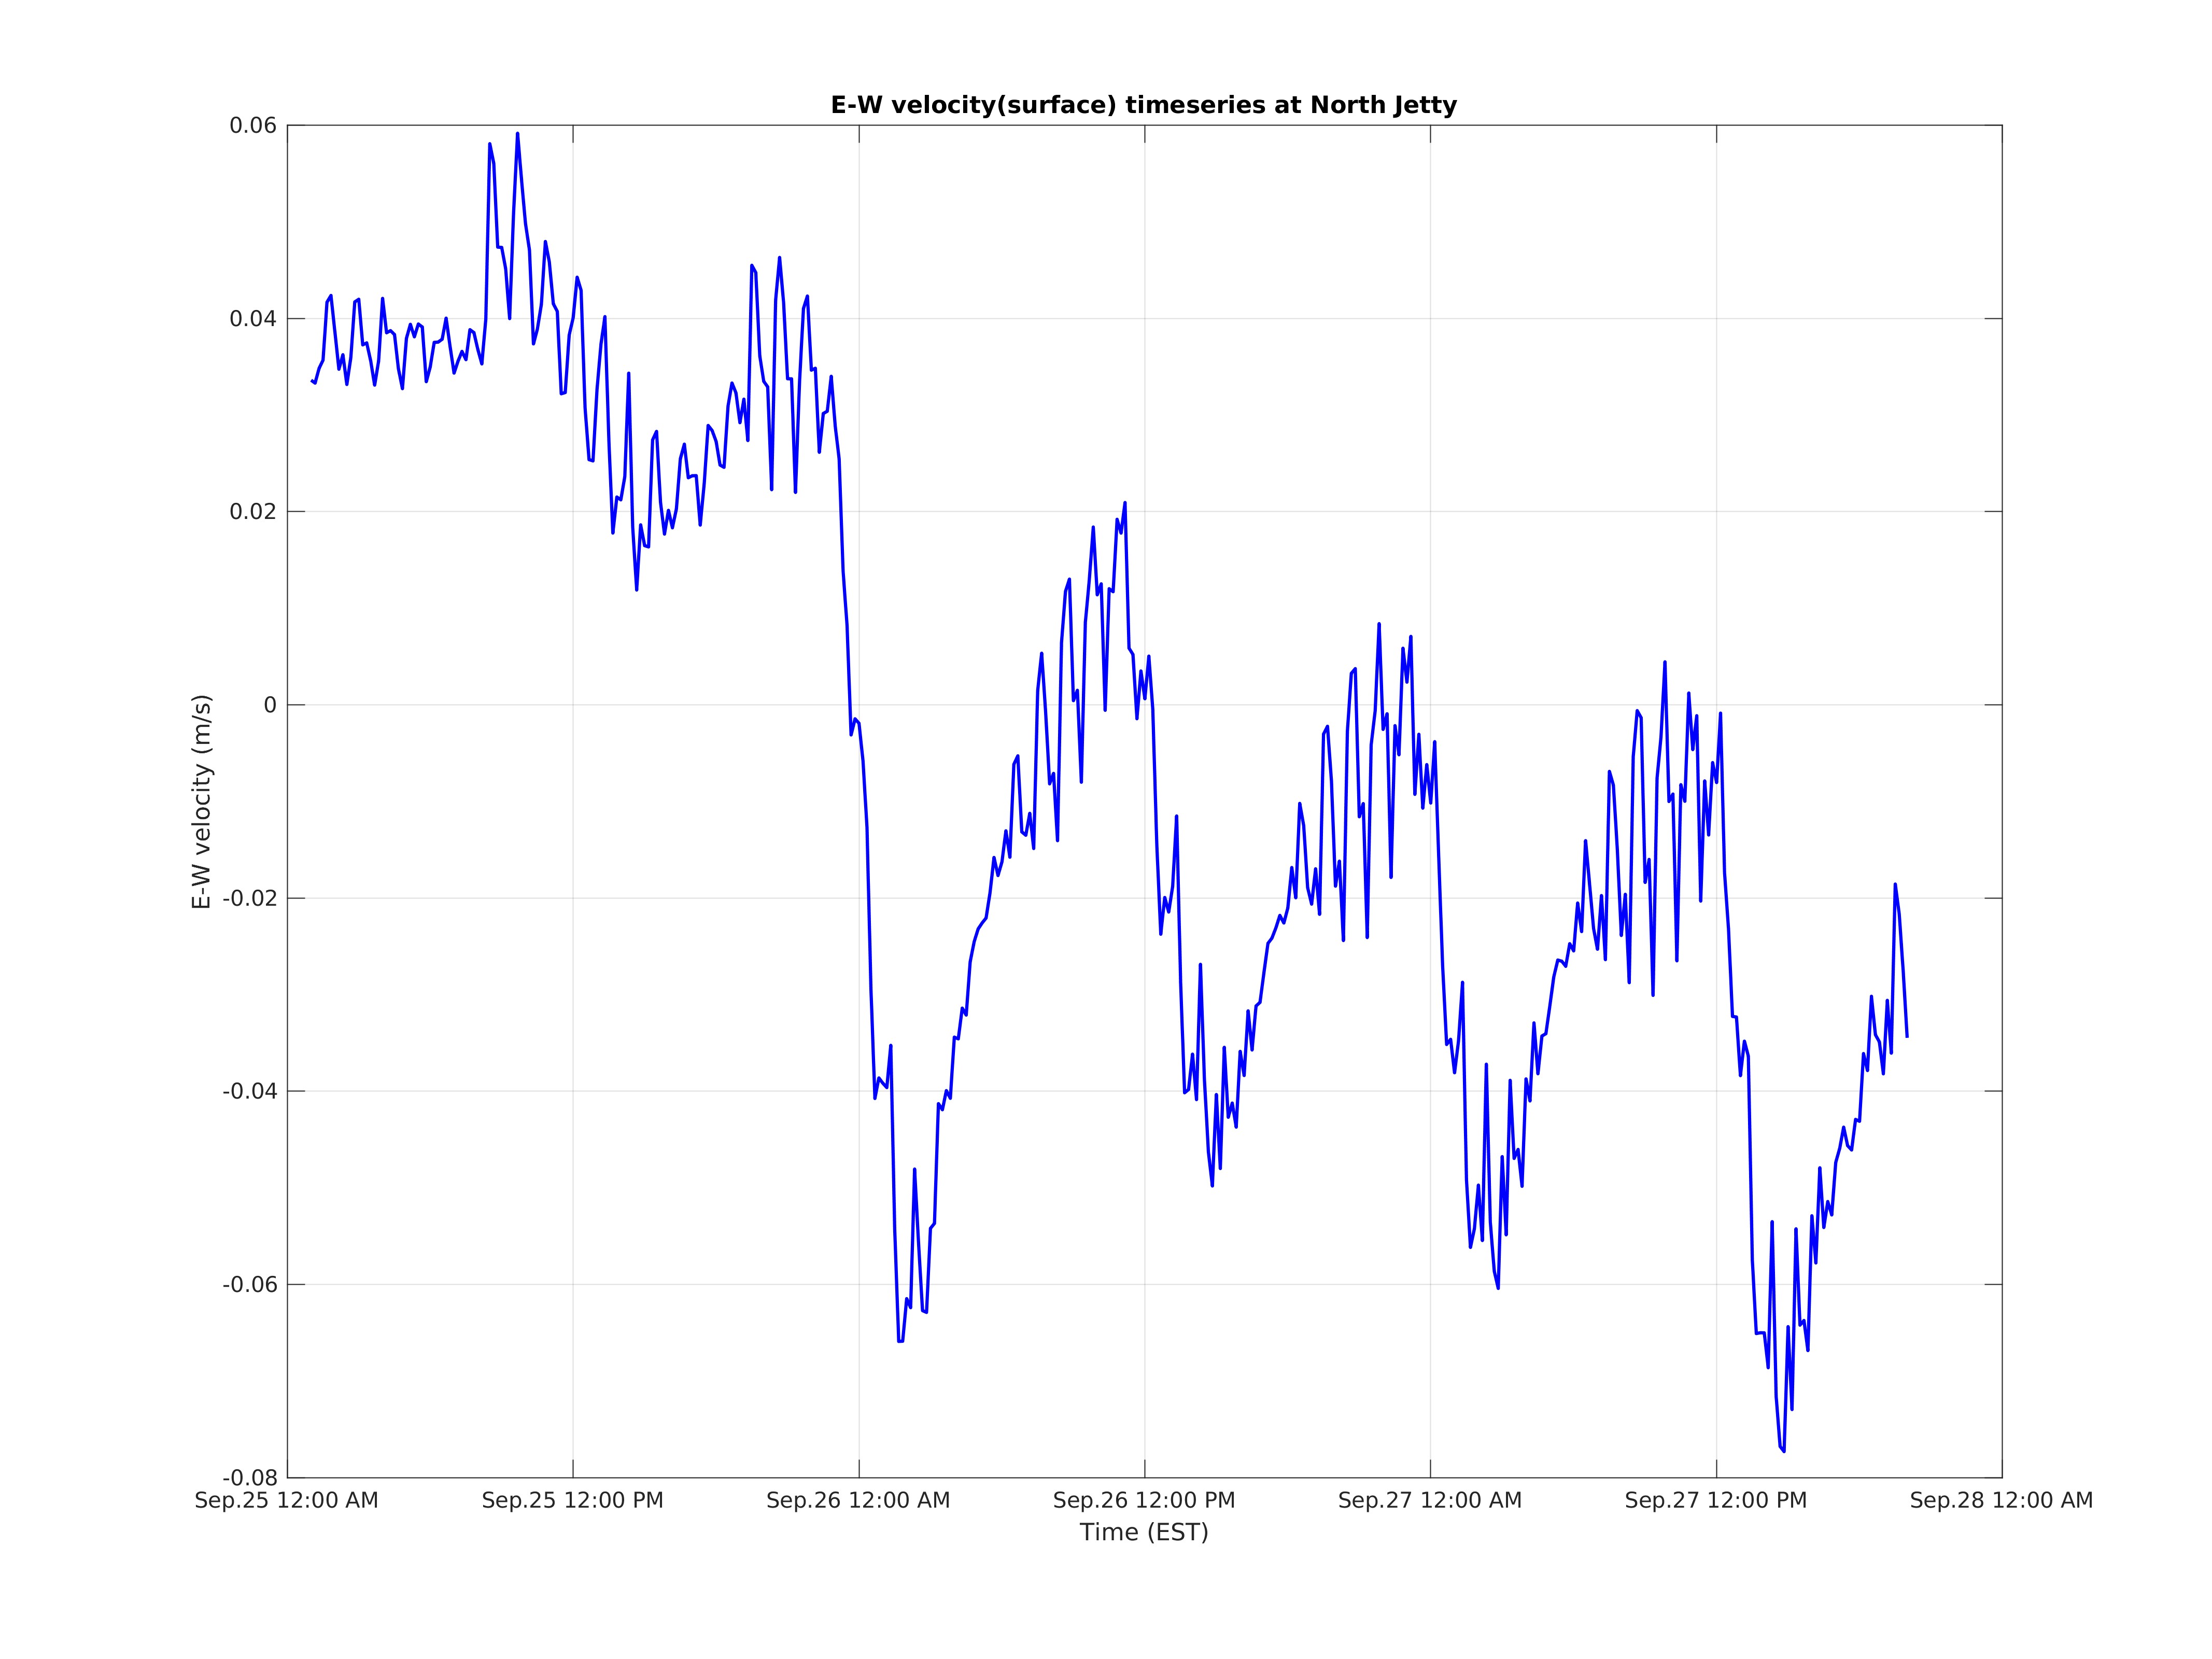 E-W velocity(surface) timeseries at North Jetty
0.06
0.04
0.02
0
-0.02
-0.04
-0.06
-0.08
E-W velocity (m/s)
Sep.25 12:00 AM
Sep.25 12:00 PM
Sep.26 12:00 AM
Sep.26 12:00 PM
Sep.27 12:00 AM
Sep.27 12:00 PM
Sep.28 12:00 AM
Time (EST)